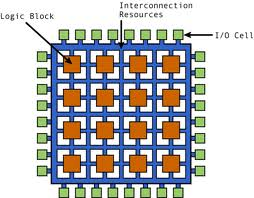 Interconnection
Resources
Logic Block
I/O Cell